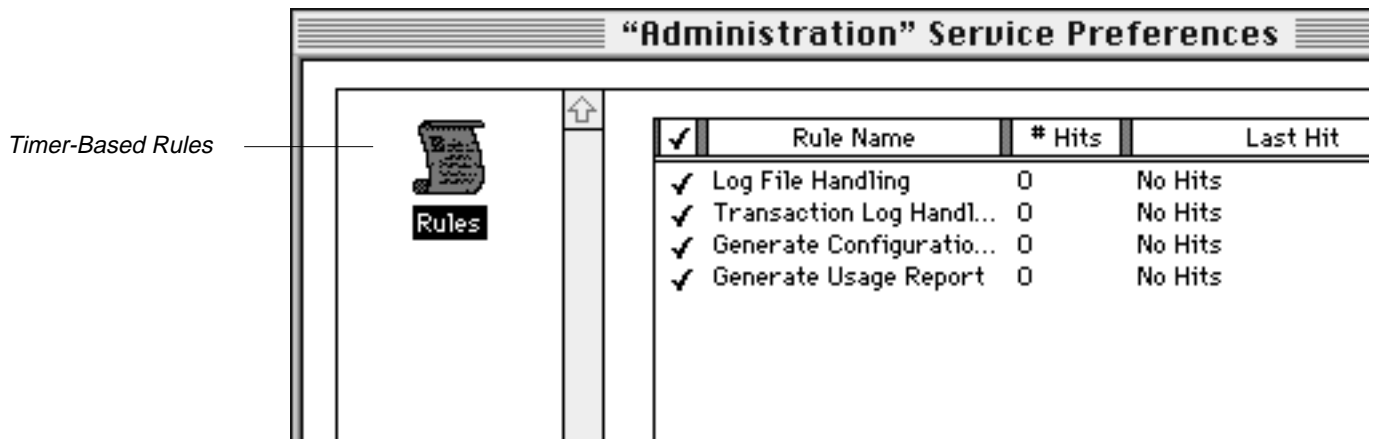 “Administration” Service Preferences
Timer-Based Rules
Rules
✓ Rule Name # Hits Last Hit
✓ Log File Handling 0 No Hits
✓ Transaction Log Handl... 0 No Hits
✓ Generate Configuratio... 0 No Hits
✓ Generate Usage Report 0 No Hits